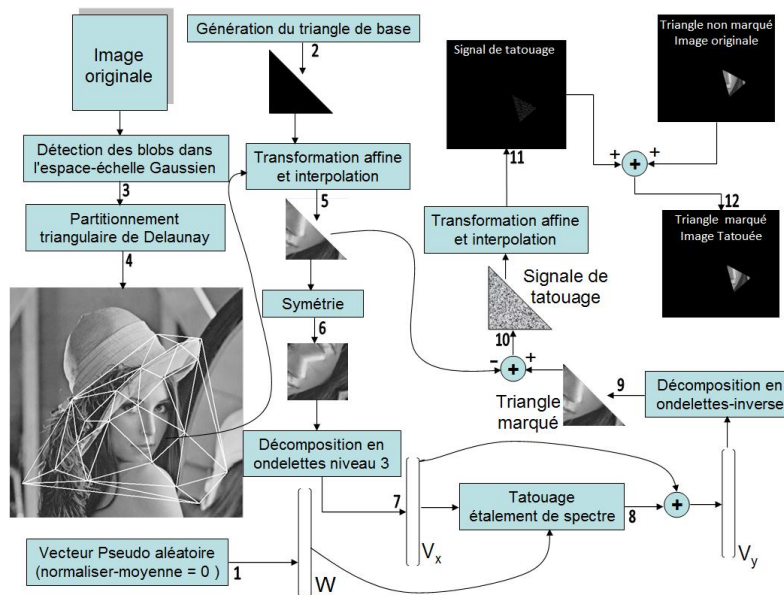 Image
originale
Génération du triangle de base
2
Signal de tatouage
Triangle non marqué
Image originale
Détection des blobs dans
l'espace-échelle Gaussien
3
Partitionnement
triangulaire de Delaunay
4
Transformation affine
et interpolation
5
Symétrie
6
Décomposition en
ondelettes niveau 3
7
11
+
+
+
12
Triangle marqué
Image Tatouée
Transformation affine
et interpolation
Signale de
tatouage
10
-
+
+
Triangle
marqué
9
Décomposition en
ondelettes-inverse
Tatouage
étalement de spectre
8
+
Vx
Vy
Vecteur Pseudo aléatoire
(normaliser-moyenne = 0 )
1
W